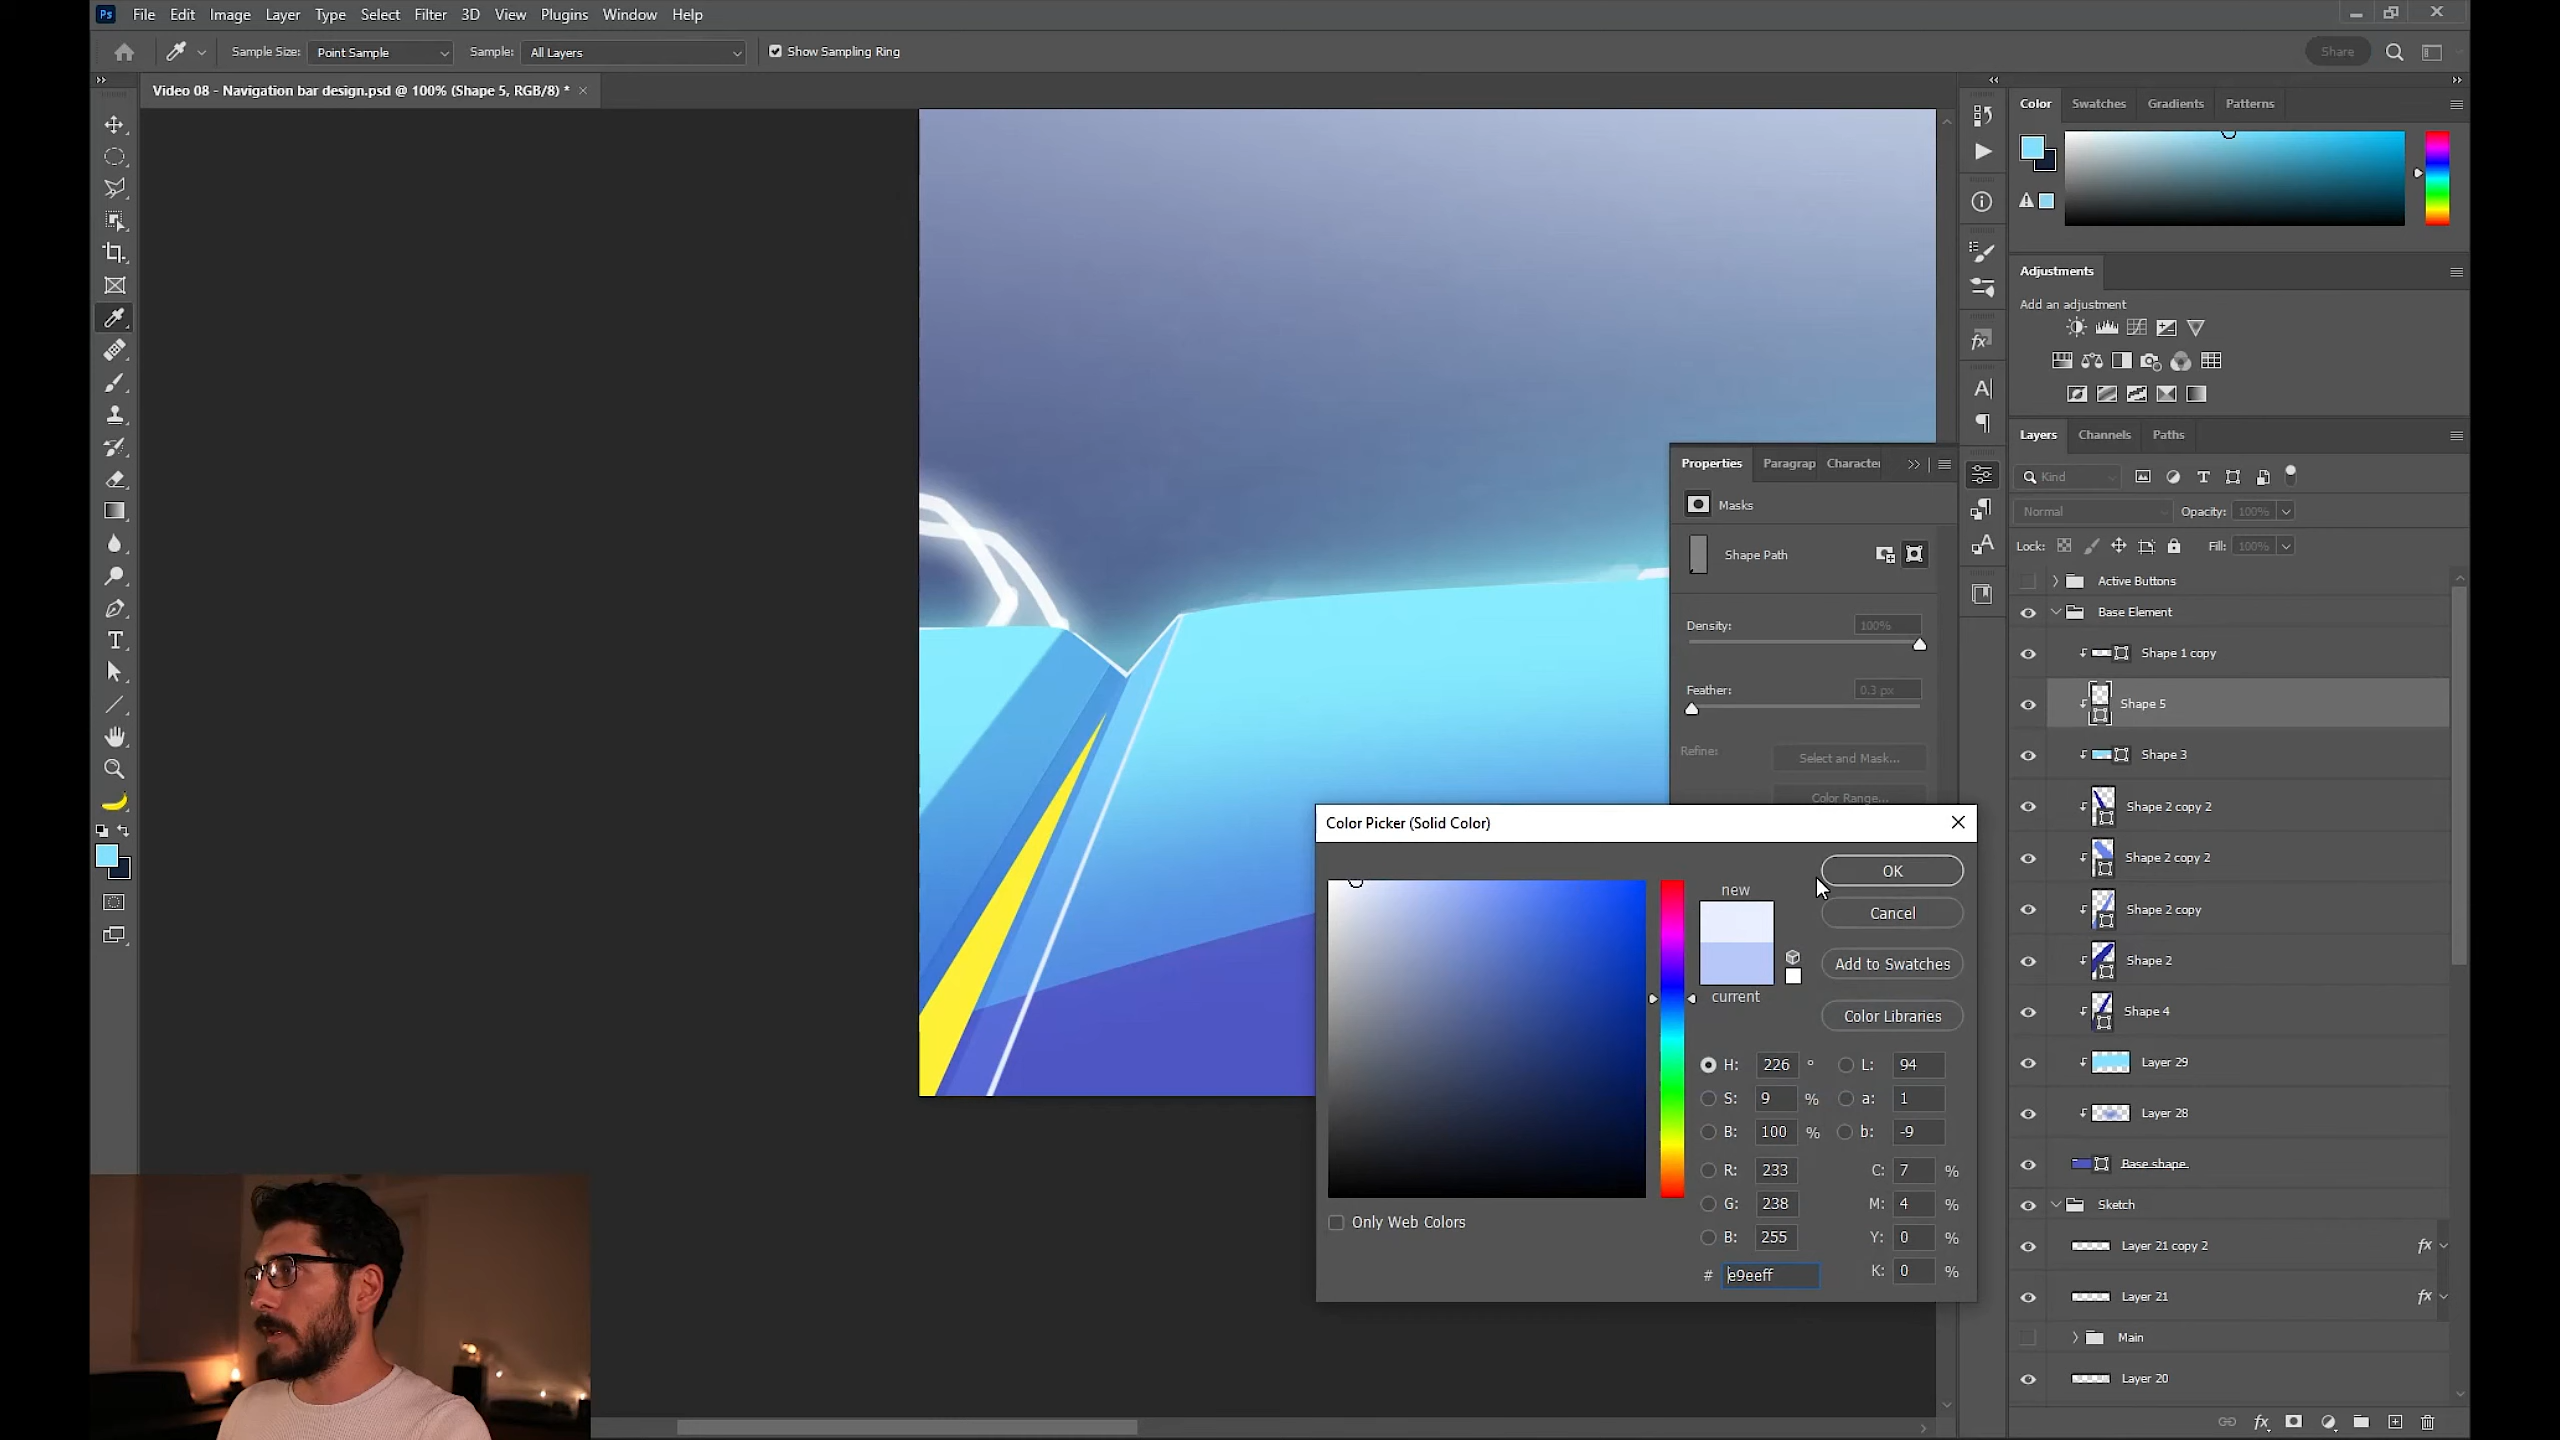 Ps File Edit Image Layer Type Select Filter 3D View Plugins Window Help
Sample Size: Point Sample Sample: All Layers Show Sampling Ring Share
Video 08 - Navigation bar design.psd @ 100% (Shape 5, RGB/8) *
Color Swatches Gradients Patterns
Adjustments
Add an adjustment
Layers Channels Paths
Kind
Normal Opacity: 100%
Lock: Fill: 100%
Active Buttons
Base Element
Shape 1 copy
Shape 5
Shape 3
Shape 2 copy 2
Shape 2 copy 2
Shape 2 copy
Shape 2
Shape 4
Layer 29
Layer 28
Base shape
Sketch
Layer 21 copy 2 fx
Layer 21 fx
Main
Layer 20
Properties Paragrap Character
Masks
Shape Path
Density: 100%
Feather: 0.3 px
Refine: Select and Mask...
Color Range...
Color Picker (Solid Color)
new
current
OK
Cancel
Add to Swatches
Color Libraries
H: 226 ° L: 94
S: 9 % a: 1
B: 100 % b: -9
R: 233 C: 7 %
G: 238 M: 4 %
B: 255 Y: 0 %
# e9eeff K: 0 %
Only Web Colors